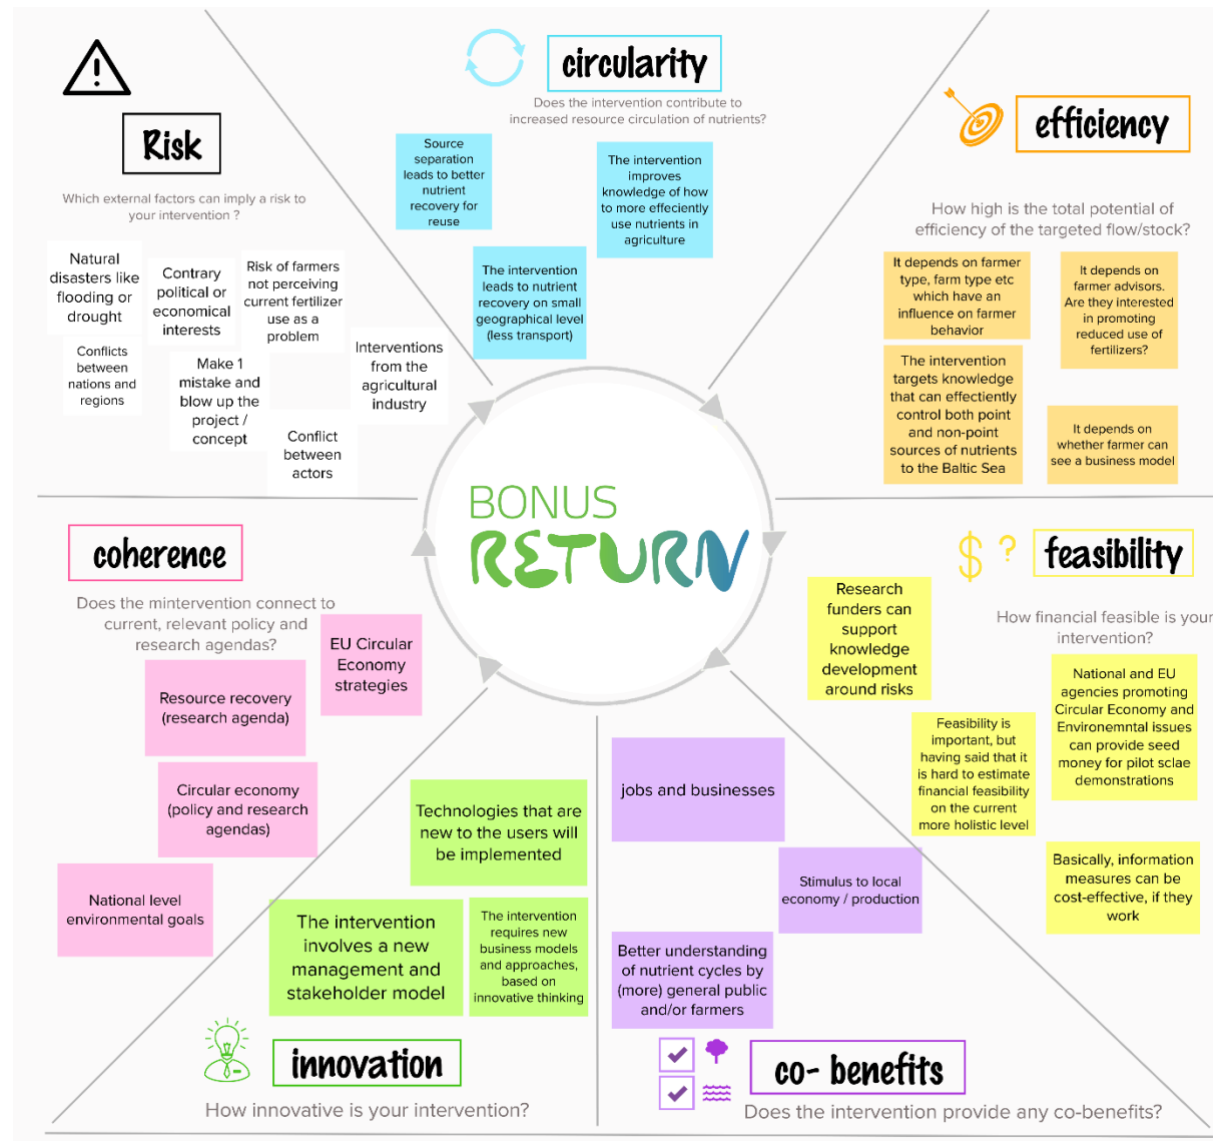 Risk
Which external factors can imply a risk to
your intervention ?
Natural
disasters like
flooding or
drought
Contrary
political or
economical
interests
Risk of farmers
not perceiving
current fertilizer
use as a
problem
Conflicts
between
nations and
regions
Make 1
mistake and
blow up the
project /
concept
Interventions
from the
agricultural
industry
Conflict
between
actors
circularity
Does the intervention contribute to
increased resource circulation of nutrients?
Source
separation
leads to better
nutrient
recovery for
reuse
The intervention
improves
knowledge of how
to more effeciently
use nutrients in
agriculture
The intervention
leads to nutrient
recovery on small
geographical level
(less transport)
efficiency
How high is the total potential of
efficiency of the targeted flow/stock?
It depends on farmer
type, farm type etc
which have an
influence on farmer
behavior
It depends on
farmer advisors.
Are they interested
in promoting
reduced use of
fertilizers?
The intervention
targets knowledge
that can effectiently
control both point
and non-point
sources of nutrients
to the Baltic Sea
It depends on
whether farmer can
see a business model
BONUS
RETURN
coherence
Does the mintervention connect to
current, relevant policy and
research agendas?
EU Circular
Economy
strategies
Resource recovery
(research agenda)
Circular economy
(policy and research
agendas)
National level
environmental goals
$ ? feasibility
How financial feasible is your
intervention?
Research
funders can
support
knowledge
development
around risks
National and EU
agencies promoting
Circular Economy and
Environemntal issues
can provide seed
money for pilot sclae
demonstrations
Feasibility is
important, but
having said that it
is hard to estimate
financial feasibility
on the current
more holistic level
Basically, information
measures can be
cost-effective, if they
work
Technologies that are
new to the users will
be implemented
The intervention
involves a new
management and
stakeholder model
The intervention
requires new
business models
and approaches,
based on
innovative thinking
innovation
How innovative is your intervention?
jobs and businesses
Stimulus to local
economy / production
Better understanding
of nutrient cycles by
(more) general public
and/or farmers
co- benefits
Does the intervention provide any co-benefits?